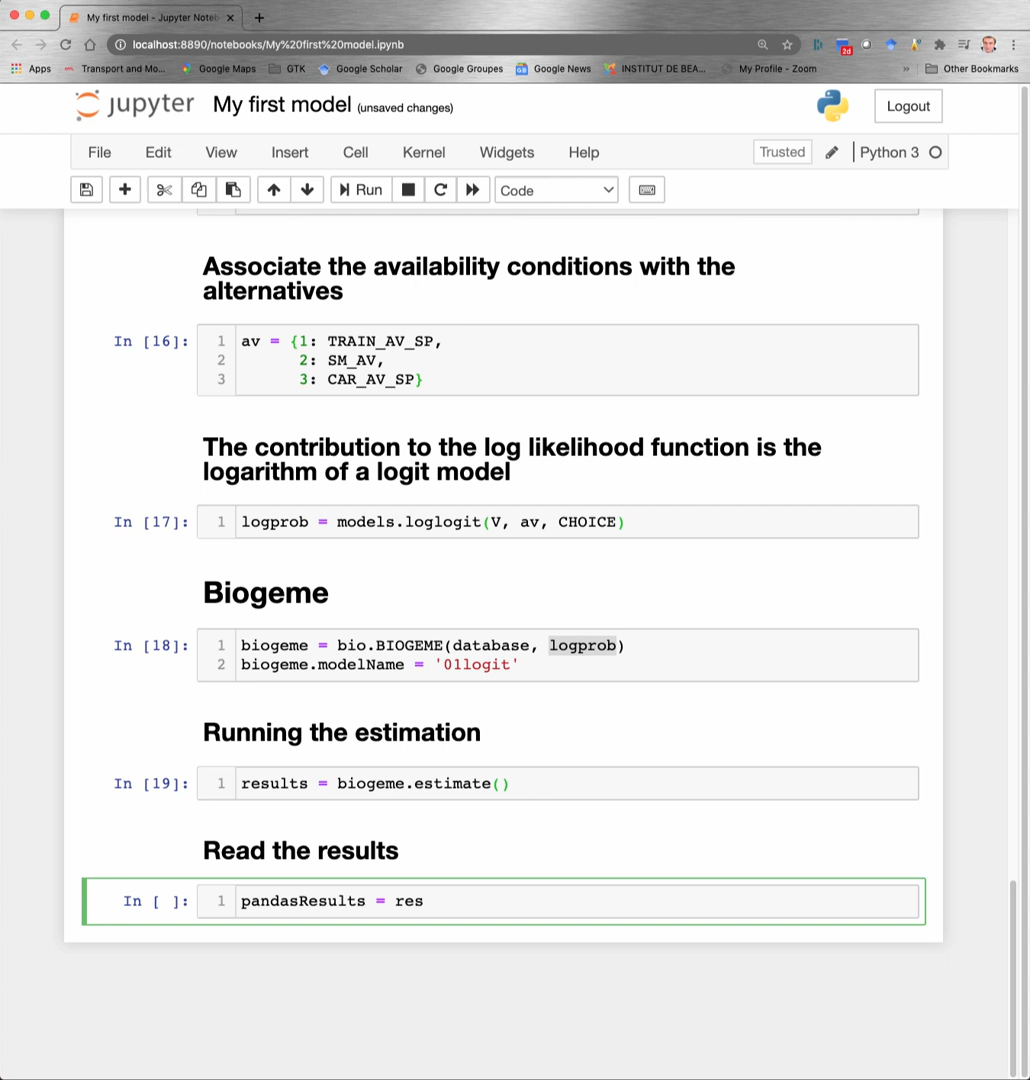 My first model - Jupyter Noteb
localhost:8890/notebooks/My%20first%20model.ipynb
2d
Apps Transport and Mo... Google Maps GTK Google Scholar Google Groupes Google News INSTITUT DE BEA... My Profile - Zoom » Other Bookmarks
jupyter My first model (unsaved changes) Logout
File Edit View Insert Cell Kernel Widgets Help Trusted Python 3
Run Code
Associate the availability conditions with the
alternatives
In [16]: 1 av = {1: TRAIN_AV_SP,
2 2: SM_AV,
3 3: CAR_AV_SP}
The contribution to the log likelihood function is the
logarithm of a logit model
In [17]: 1 logprob = models.loglogit(V, av, CHOICE)
Biogeme
In [18]: 1 biogeme = bio.BIOGEME(database, logprob)
2 biogeme.modelName = '01logit'
Running the estimation
In [19]: 1 results = biogeme.estimate()
Read the results
In [ ]: 1 pandasResults = res